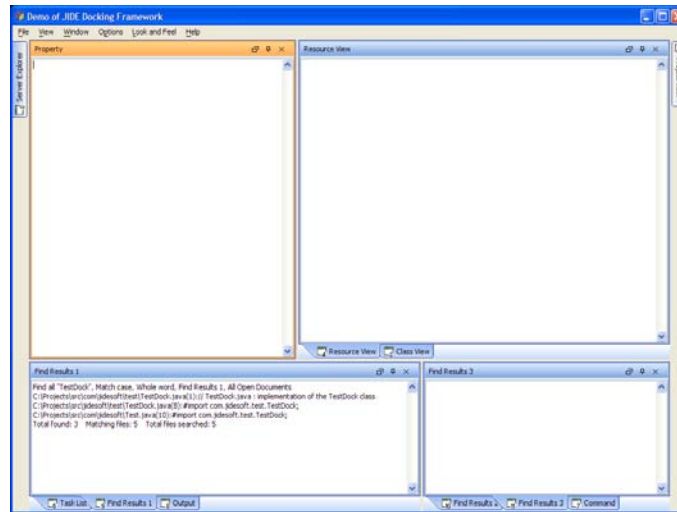 Demo of JIDE Docking Framework
File View Window Options Look and Feel Help
Server Explorer
Property
Resource View
Resource View Class View
Find Results 1
Find all "TestDock", Match case, Whole word, Find Results 1, All Open Documents
C:\Projects\src\com\jidesoft\test\TestDock.java(1):// TestDock.java : implementation of the TestDock class
C:\Projects\src\com\jidesoft\test\TestDock.java(8):#import com.jidesoft.test.TestDock;
C:\Projects\src\com\jidesoft\Test.java(10):#import com.jidesoft.test.TestDock;
Total found: 3 Matching files: 5 Total files searched: 5
Task List Find Results 1 Output
Find Results 3
Find Results 2 Find Results 3 Command